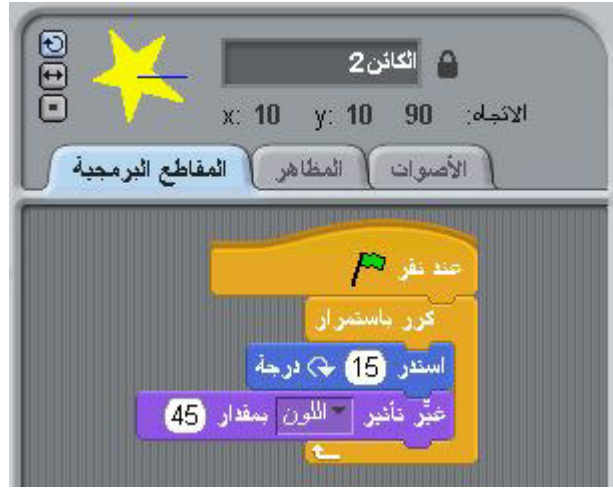 الكائن2
x: 10 y: 10 90 الاتجاه:
المقاطع البرمجية المظاهر الأصوات
عند نقر
كرر باستمرار
استدر 15 درجة
غيِّر تأثير اللون بمقدار 45